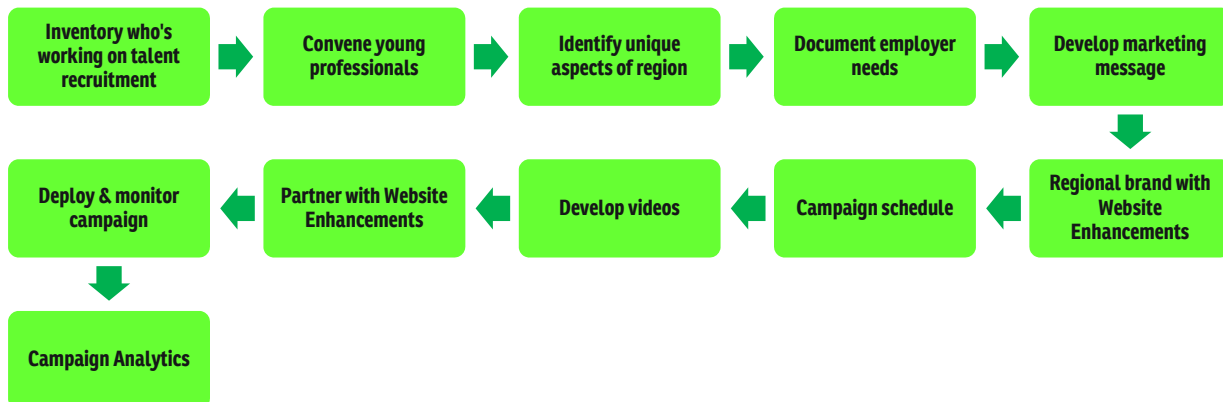 Inventory who's
working on talent
recruitment
Convene young
professionals
Identify unique
aspects of region
Document employer
needs
Develop marketing
message
Regional brand with
Website
Enhancements
Campaign schedule
Develop videos
Partner with Website
Enhancements
Deploy & monitor
campaign
Campaign Analytics